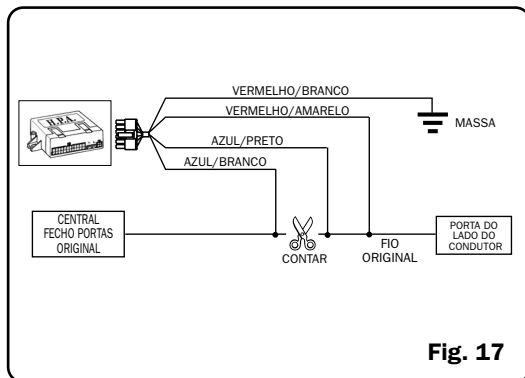 VERMELHO/BRANCO
VERMELHO/AMARELO
MASSA
H.P.A.
AZUL/PRETO
AZUL/BRANCO
CENTRAL
FECHO PORTAS
ORIGINAL
CONTAR
FIO
ORIGINAL
PORTA DO
LADO DO
CONDUTOR
Fig. 17